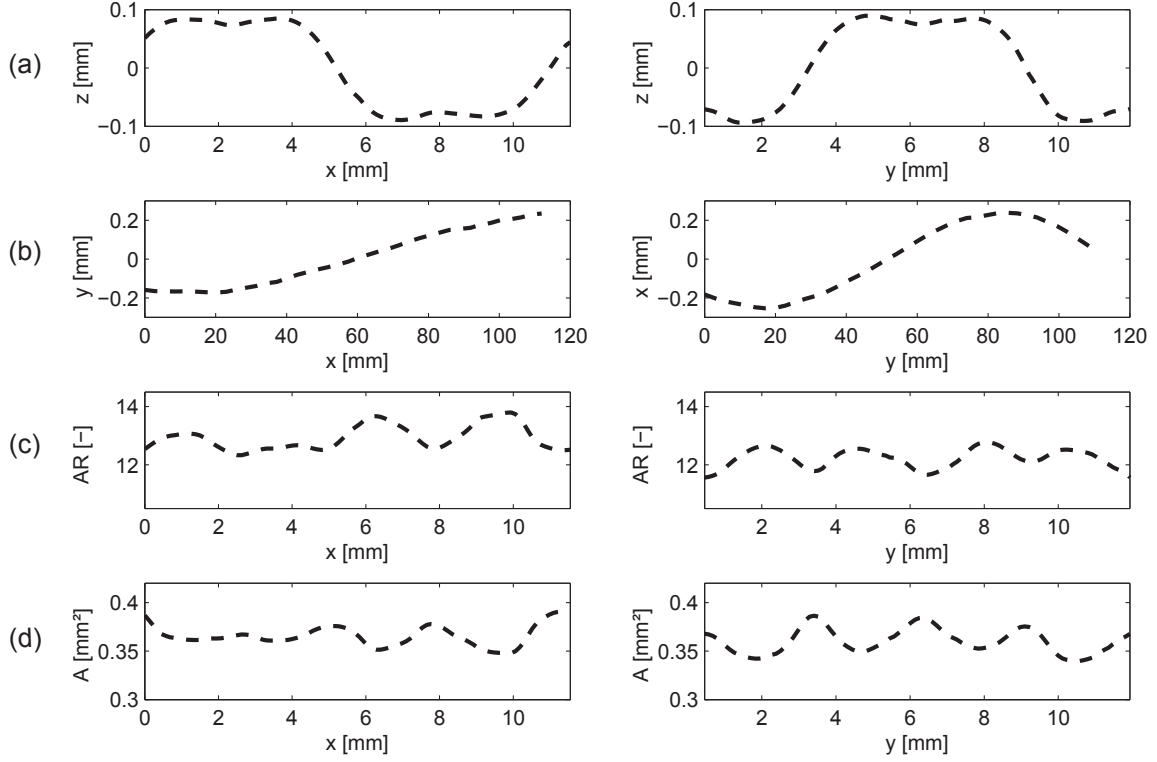 (a)
z [mm]
0.1
0
−0.1
0 2 4 6 8 10
x [mm]
z [mm]
0.1
0
−0.1
2 4 6 8 10
y [mm]
(b)
y [mm]
0.2
0
−0.2
0 20 40 60 80 100 120
x [mm]
x [mm]
0.2
0
−0.2
0 20 40 60 80 100 120
y [mm]
(c)
AR [−]
14
12
0 2 4 6 8 10
x [mm]
AR [−]
14
12
2 4 6 8 10
y [mm]
(d)
A [mm²]
0.4
0.35
0.3
0 2 4 6 8 10
x [mm]
A [mm²]
0.4
0.35
0.3
2 4 6 8 10
y [mm]